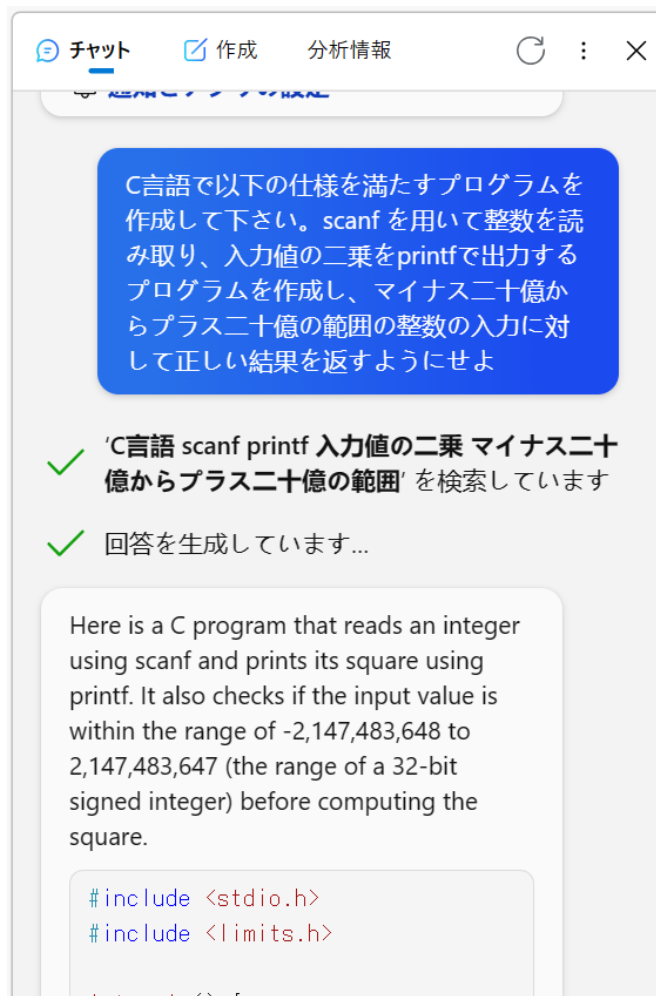 チャット 作成 分析情報
C言語で以下の仕様を満たすプログラムを
作成して下さい。scanf を用いて整数を読
み取り、入力値の二乗をprintfで出力する
プログラムを作成し、マイナス二十億か
らプラス二十億の範囲の整数の入力に対
して正しい結果を返すようにせよ
'C言語 scanf printf 入力値の二乗 マイナス二十
億からプラス二十億の範囲' を検索しています
回答を生成しています...
Here is a C program that reads an integer
using scanf and prints its square using
printf. It also checks if the input value is
within the range of -2,147,483,648 to
2,147,483,647 (the range of a 32-bit
signed integer) before computing the
square.
#include <stdio.h>
#include <limits.h>